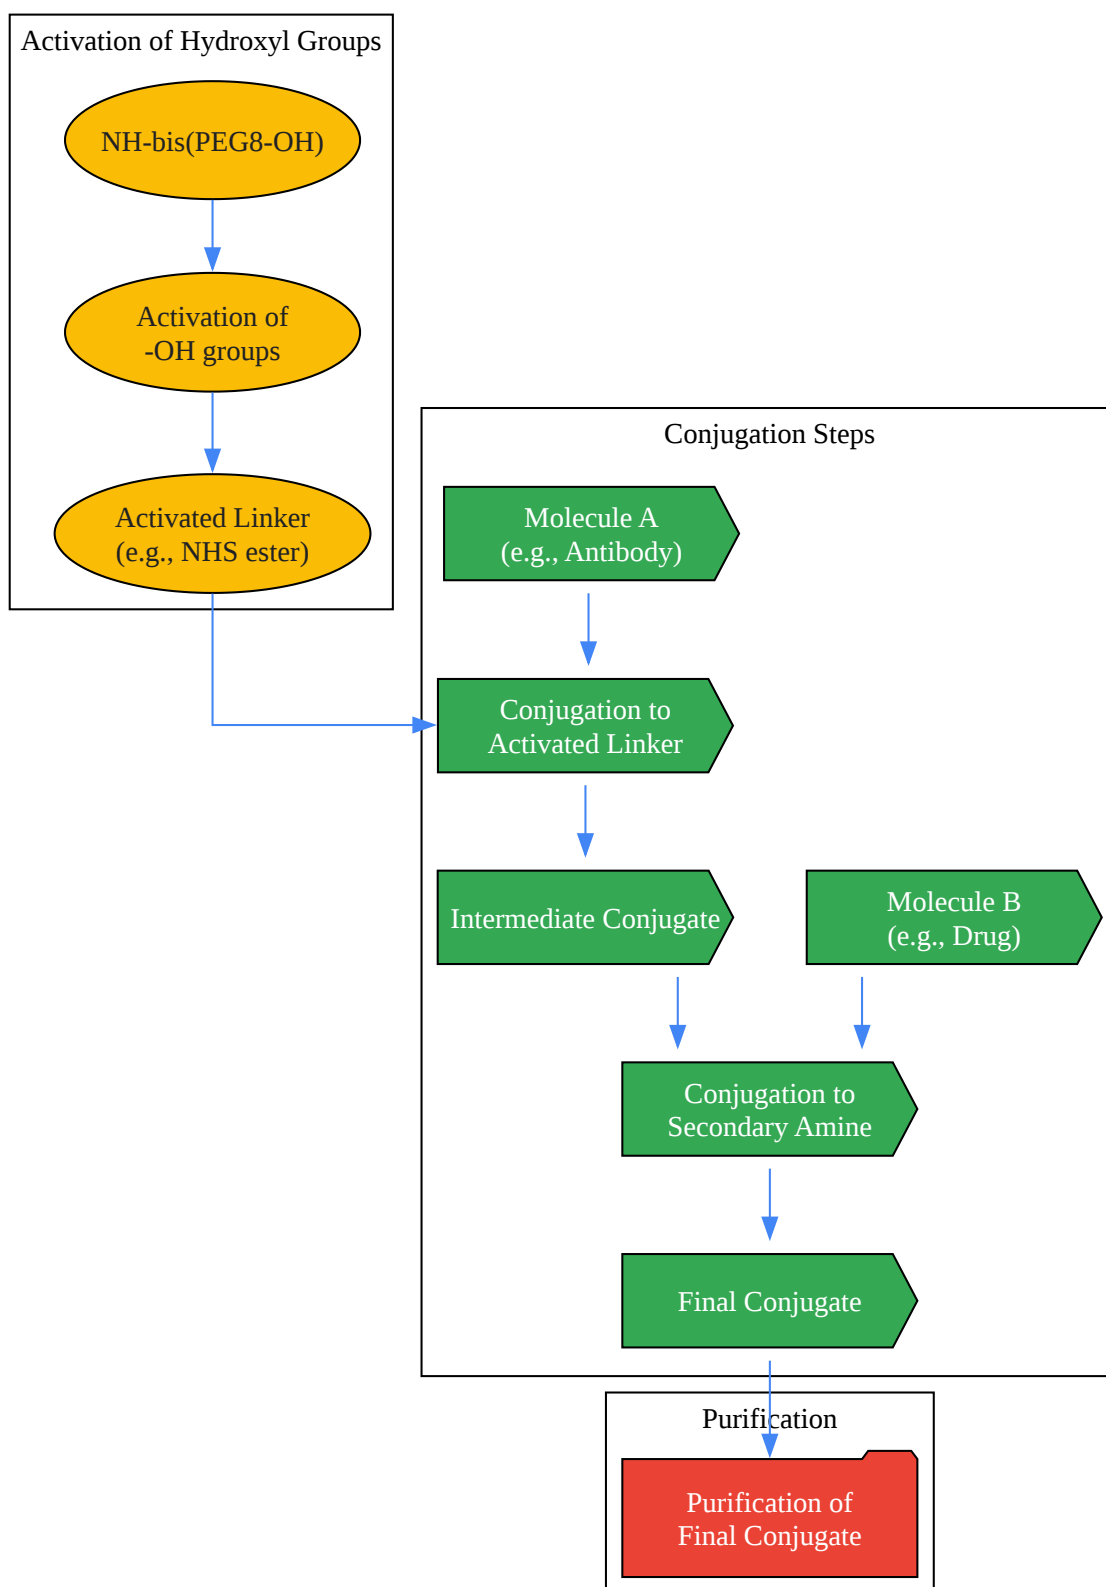 Activation of Hydroxyl Groups
NH-bis(PEG8-OH)
Activation of
-OH groups
Activated Linker
(e.g., NHS ester)
Conjugation Steps
Molecule A
(e.g., Antibody)
Conjugation to
Activated Linker
Intermediate Conjugate
Molecule B
(e.g., Drug)
Conjugation to
Secondary Amine
Final Conjugate
Purification
Purification of
Final Conjugate